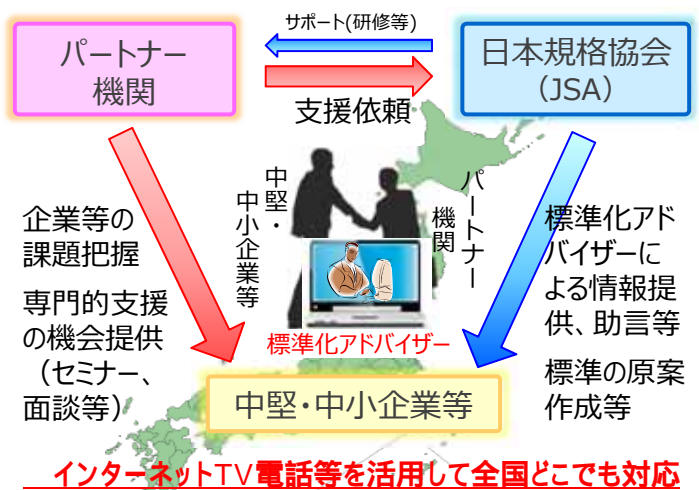 サポート(研修等)
パートナー
機関
日本規格協会
（JSA）
支援依頼
中堅・
中小企業等
パートナー
機関
企業等の
課題把握
専門的支援
の機会提供
（セミナー、
面談等）
標準化アド
バイザーに
よる情報提
供、助言等
標準の原案
作成等
標準化アドバイザー
中堅・中小企業等
インターネットTV電話等を活用して全国どこでも対応